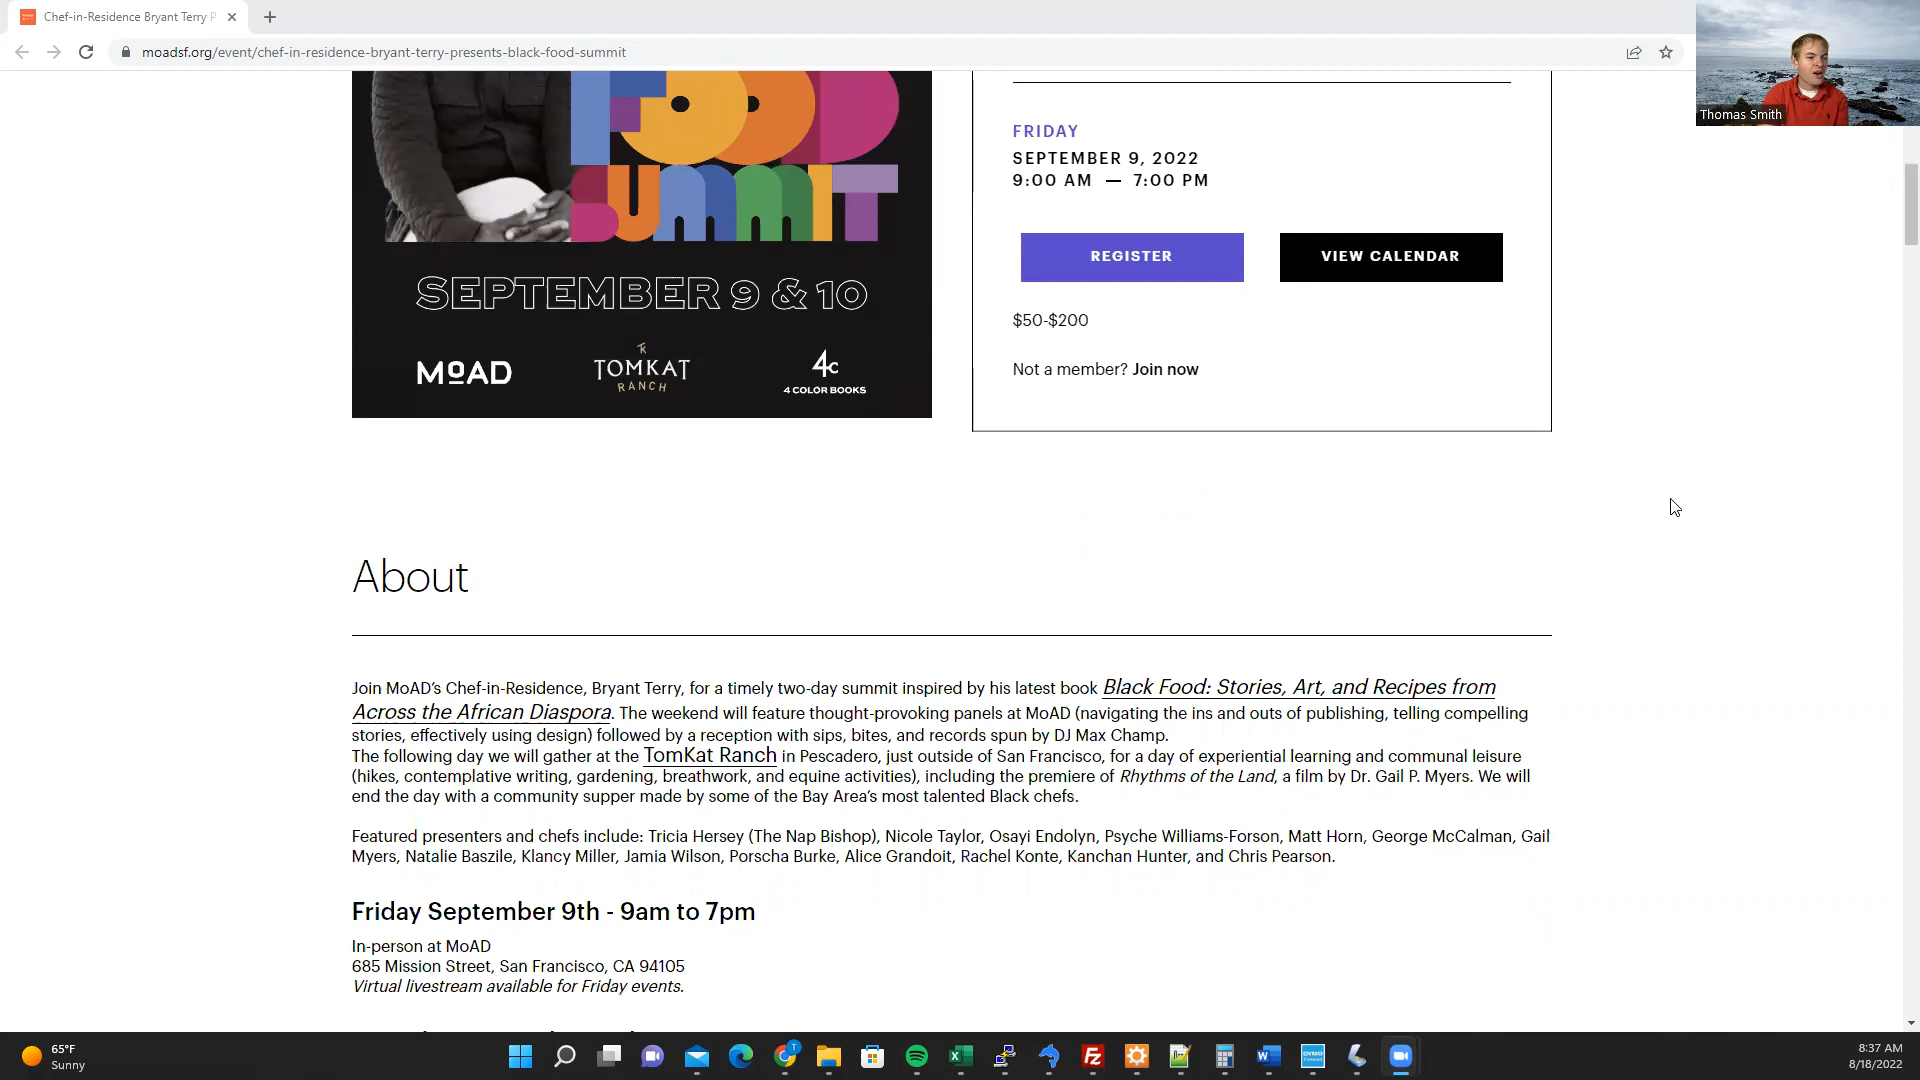 Chef-in-Residence Bryant Terry P
moadsf.org/event/chef-in-residence-bryant-terry-presents-black-food-summit
Thomas Smith
FOOD
SUMMIT
SEPTEMBER 9 & 10
MOAD
TK
TOMKAT
RANCH
4c
4 COLOR BOOKS
FRIDAY
SEPTEMBER 9, 2022
9:00 AM — 7:00 PM
REGISTER
VIEW CALENDAR
$50-$200
Not a member? Join now
About
Join MoAD’s Chef-in-Residence, Bryant Terry, for a timely two-day summit inspired by his latest book Black Food: Stories, Art, and Recipes from
Across the African Diaspora. The weekend will feature thought-provoking panels at MoAD (navigating the ins and outs of publishing, telling compelling
stories, effectively using design) followed by a reception with sips, bites, and records spun by DJ Max Champ.
The following day we will gather at the TomKat Ranch in Pescadero, just outside of San Francisco, for a day of experiential learning and communal leisure
(hikes, contemplative writing, gardening, breathwork, and equine activities), including the premiere of Rhythms of the Land, a film by Dr. Gail P. Myers. We will
end the day with a community supper made by some of the Bay Area’s most talented Black chefs.
Featured presenters and chefs include: Tricia Hersey (The Nap Bishop), Nicole Taylor, Osayi Endolyn, Psyche Williams-Forson, Matt Horn, George McCalman, Gail
Myers, Natalie Baszile, Klancy Miller, Jamia Wilson, Porscha Burke, Alice Grandoit, Rachel Konte, Kanchan Hunter, and Chris Pearson.
Friday September 9th - 9am to 7pm
In-person at MoAD
685 Mission Street, San Francisco, CA 94105
Virtual livestream available for Friday events.
65°F
Sunny
8:37 AM
8/18/2022